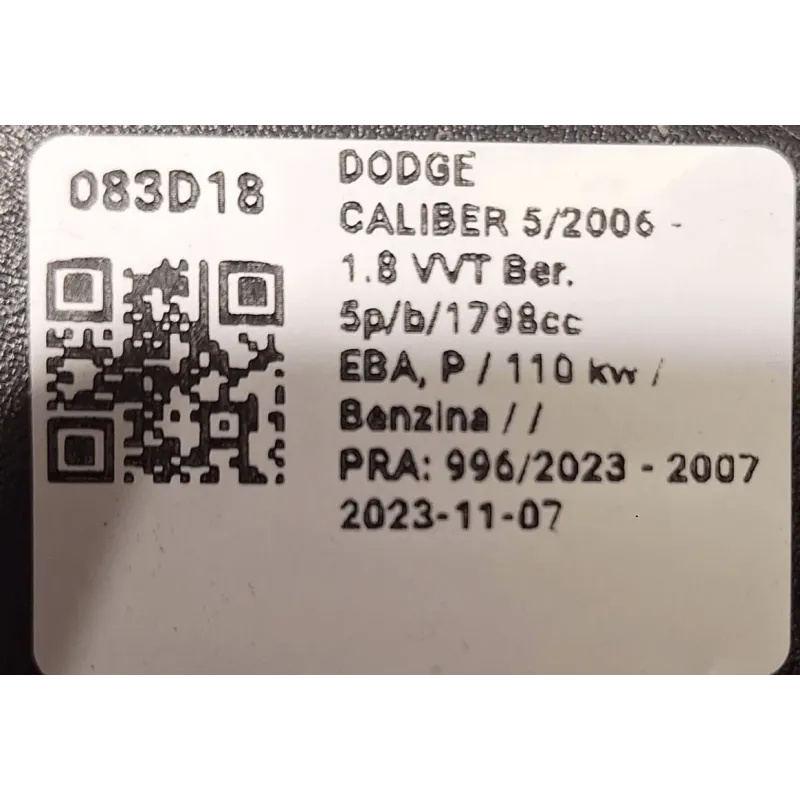 083D18
DODGE
CALIBER 5/2006 -
1.8 VVT Ber.
5p/b/1798cc
EBA, P / 110 kw /
Benzina / /
PRA: 996/2023 - 2007
2023-11-07